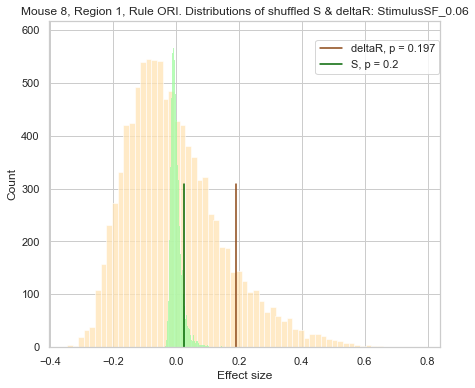 Mouse 8, Region 1, Rule ORI. Distributions of shuffled S & deltaR: StimulusSF_0.06
600
500
400
300
200
100
0
Count
deltaR, p = 0.197
S, p = 0.2
−0.4 −0.2 0.0 0.2 0.4 0.6 0.8
Effect size